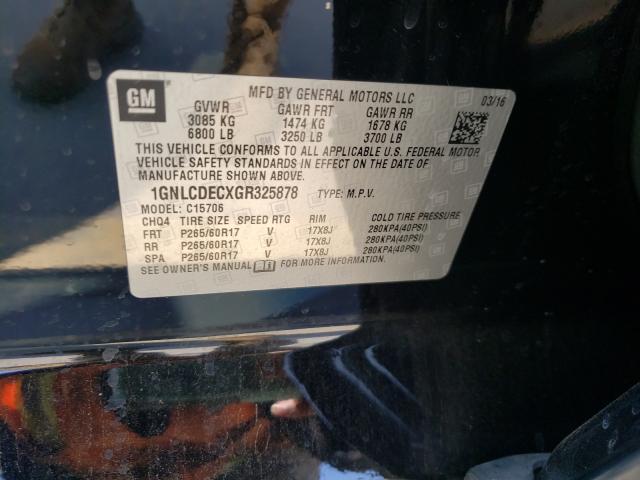 GM
MFD BY GENERAL MOTORS LLC 03/16
GVWR GAWR FRT GAWR RR
3085 KG 1474 KG 1678 KG
6800 LB 3250 LB 3700 LB
THIS VEHICLE CONFORMS TO ALL APPLICABLE U.S. FEDERAL MOTOR
VEHICLE SAFETY STANDARDS IN EFFECT ON THE DATE OF
MANUFACTURE SHOWN ABOVE.
1GNLCDECXGR325878 TYPE: M.P.V.
MODEL: C15706
CHQ4 TIRE SIZE SPEED RTG RIM COLD TIRE PRESSURE
FRT P265/60R17 V 17X8J 280KPA(40PSI)
RR P265/60R17 V 17X8J 280KPA(40PSI)
SPA P265/60R17 V 17X8J 280KPA(40PSI)
SEE OWNER'S MANUAL FOR MORE INFORMATION.